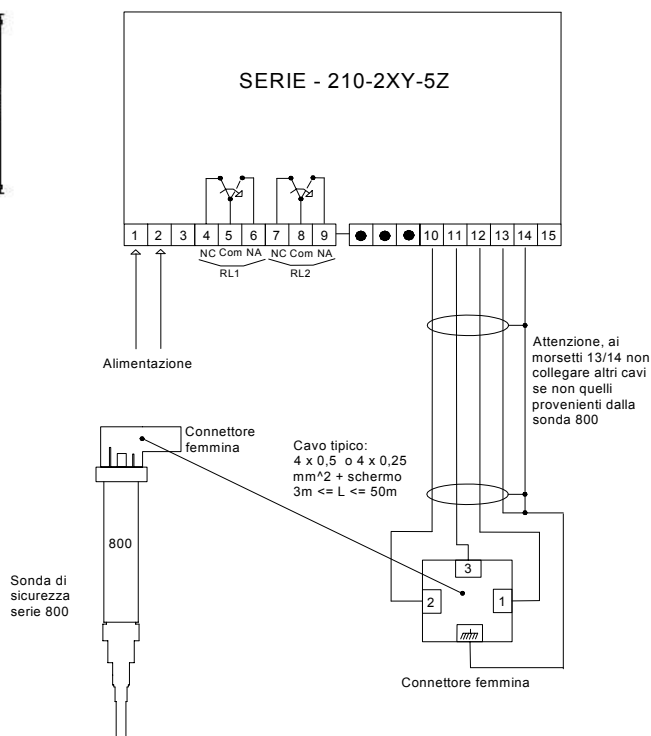 SERIE - 210-2XY-5Z
1 2 3 4 5 6 7 8 9 10 11 12 13 14 15
NC Com NA NC Com NA
RL1 RL2
Alimentazione
Attenzione, ai
morsetti 13/14 non
collegare altri cavi
se non quelli
provenienti dalla
sonda 800
Connettore
femmina
Cavo tipico:
4 x 0,5 o 4 x 0,25
mm^2 + schermo
3m <= L <= 50m
800
Sonda di
sicurezza
serie 800
3
2 1
Connettore femmina